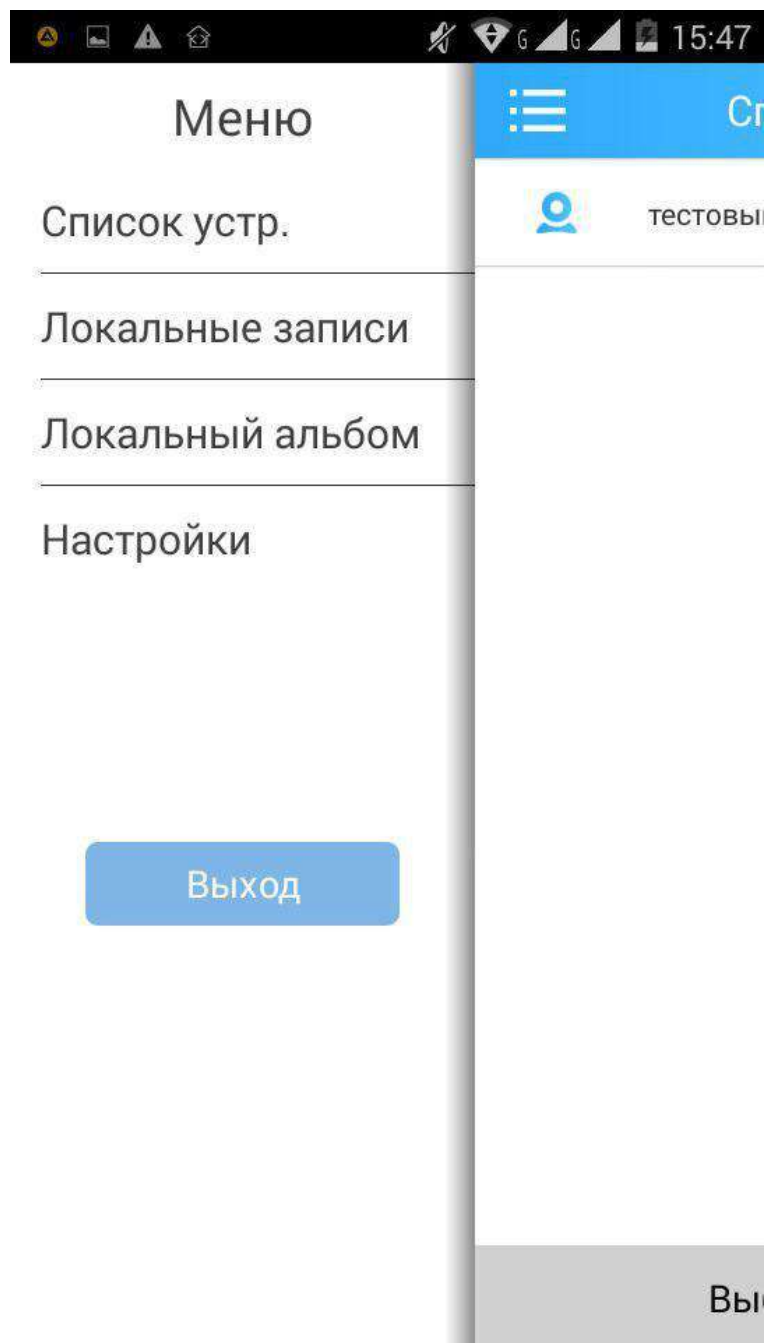 G G 15:47
Меню
Список устр.
Локальные записи
Локальный альбом
Настройки
Выход